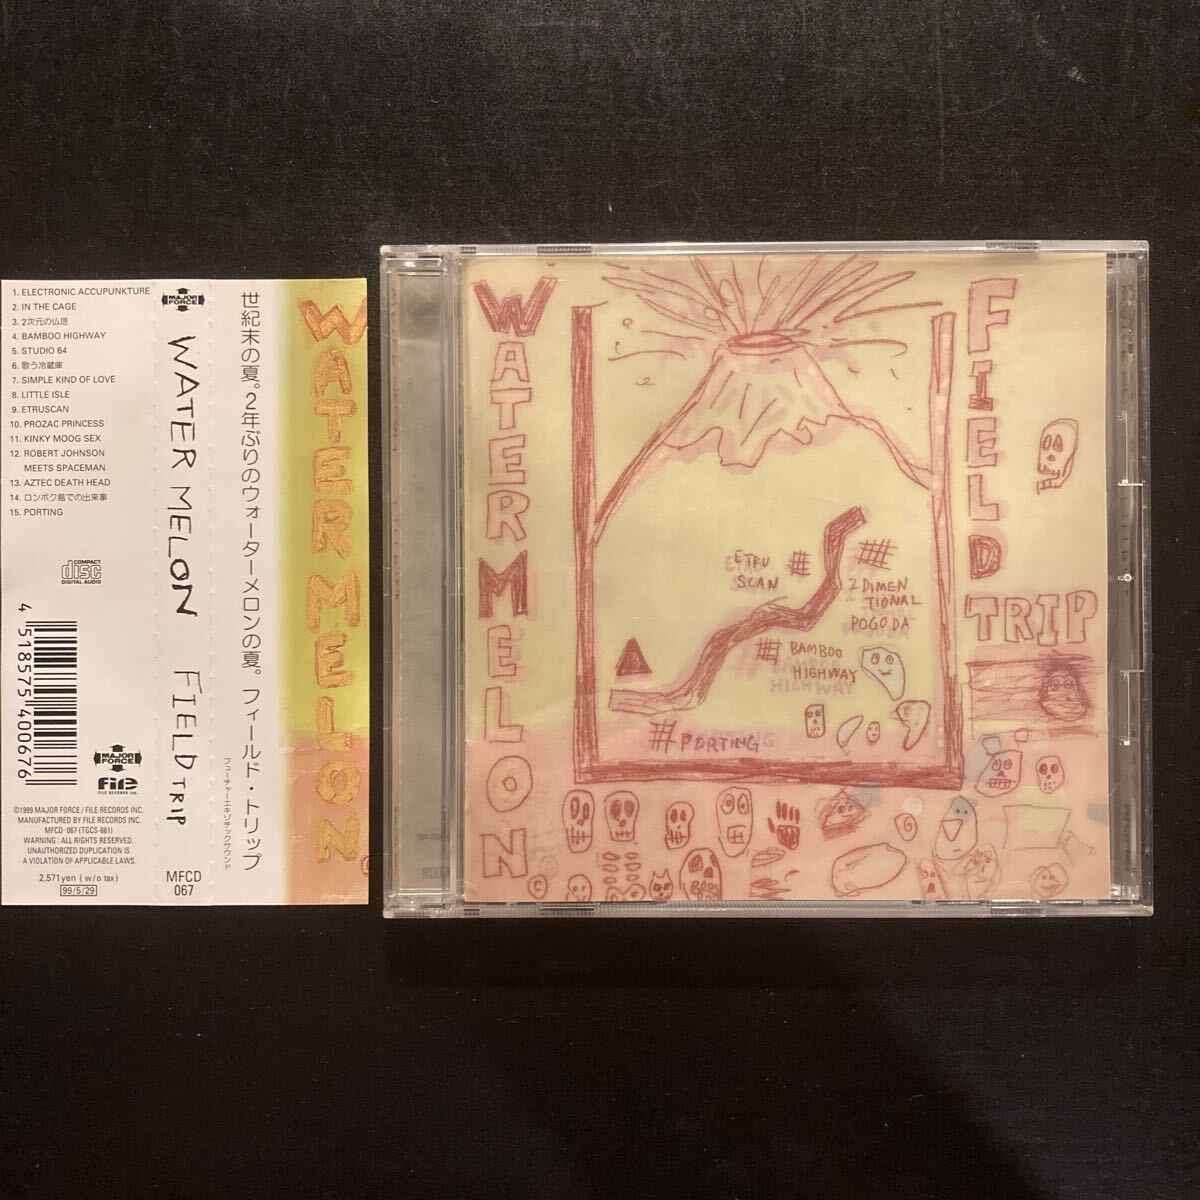 1. ELECTRONIC ACCUPUNKTURE
2. IN THE CAGE
3. 2次元の仏塔
4. BAMBOO HIGHWAY
5. STUDIO 64
6. 歌う冷蔵庫
7. SIMPLE KIND OF LOVE
8. LITTLE ISLE
9. ETRUSCAN
10. PROZAC PRINCESS
11. KINKY MOOG SEX
12. ROBERT JOHNSON
MEETS SPACEMAN
13. AZTEC DEATH HEAD
14. ロンボク島での出来事
15. PORTING
COMPACT
disc
DIGITAL AUDIO
4 518575 400676
MAJOR
FORCE
FILE
FILE RECORDS Inc.
©1999 MAJOR FORCE / FILE RECORDS INC.
MANUFACTURED BY FILE RECORDS INC.
MFCD-067 (TGCS-661)
WARNING : ALL RIGHTS RESERVED.
UNAUTHORIZED DUPLICATION IS
A VIOLATION OF APPLICABLE LAWS.
2,571yen ( w/o tax)
99/5/29
MAJOR
FORCE
WATER MELON FIELD TRIP
MFCD
067
世紀末の夏。2年ぶりのウォーターメロンの夏。フィールド・トリップ
フューチャーエキゾチックサウンド
WATER MELON
WATER MELON
FIELD
TRIP
ETRU
SCAN
#
#
2 DIMEN
TIONAL
POGODA
# BAMBOO
HIGHWAY
# PORTING
©